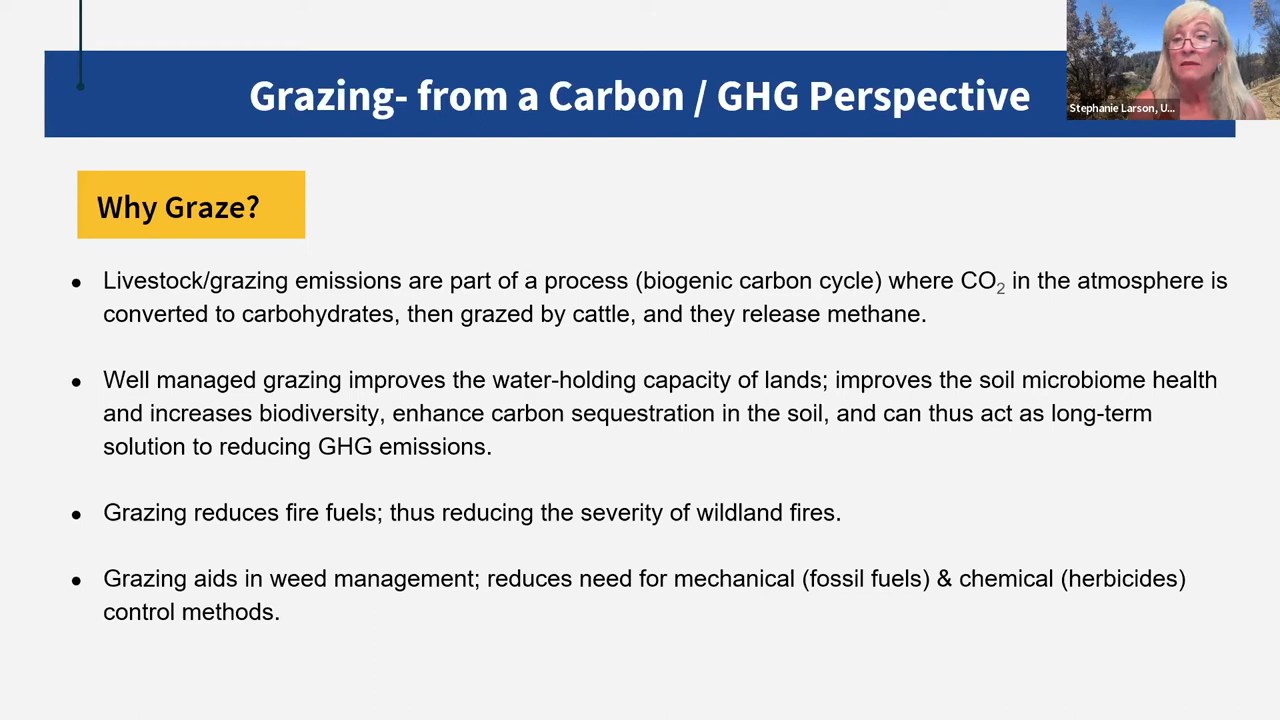 Grazing- from a Carbon / GHG Perspective
Stephanie Larson, U...
Why Graze?
● Livestock/grazing emissions are part of a process (biogenic carbon cycle) where CO₂ in the atmosphere is
converted to carbohydrates, then grazed by cattle, and they release methane.
● Well managed grazing improves the water-holding capacity of lands; improves the soil microbiome health
and increases biodiversity, enhance carbon sequestration in the soil, and can thus act as long-term
solution to reducing GHG emissions.
● Grazing reduces fire fuels; thus reducing the severity of wildland fires.
● Grazing aids in weed management; reduces need for mechanical (fossil fuels) & chemical (herbicides)
control methods.